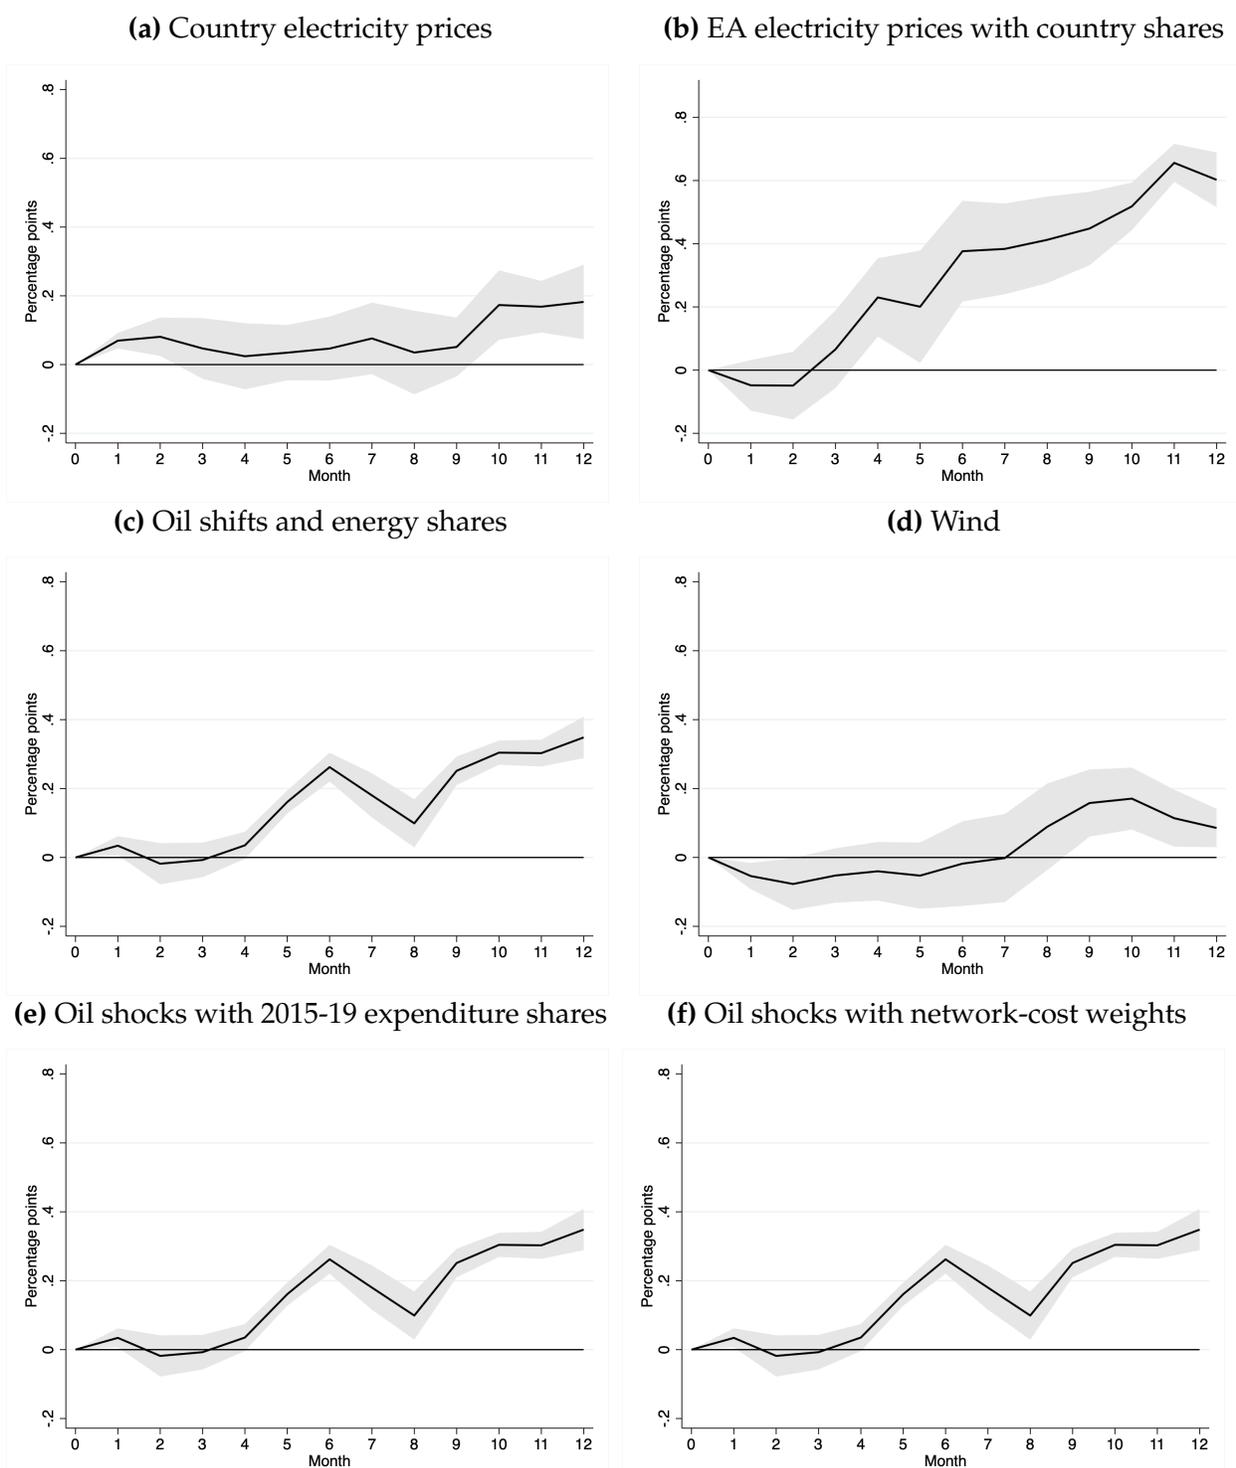 (a) Country electricity prices
Percentage points
.8
.6
.4
.2
0
-.2
0 1 2 3 4 5 6 7 8 9 10 11 12
Month
(b) EA electricity prices with country shares
Percentage points
.8
.6
.4
.2
0
-.2
0 1 2 3 4 5 6 7 8 9 10 11 12
Month
(c) Oil shifts and energy shares
Percentage points
.8
.6
.4
.2
0
-.2
0 1 2 3 4 5 6 7 8 9 10 11 12
Month
(d) Wind
Percentage points
.8
.6
.4
.2
0
-.2
0 1 2 3 4 5 6 7 8 9 10 11 12
Month
(e) Oil shocks with 2015-19 expenditure shares
Percentage points
.8
.6
.4
.2
0
-.2
0 1 2 3 4 5 6 7 8 9 10 11 12
Month
(f) Oil shocks with network-cost weights
Percentage points
.8
.6
.4
.2
0
-.2
0 1 2 3 4 5 6 7 8 9 10 11 12
Month